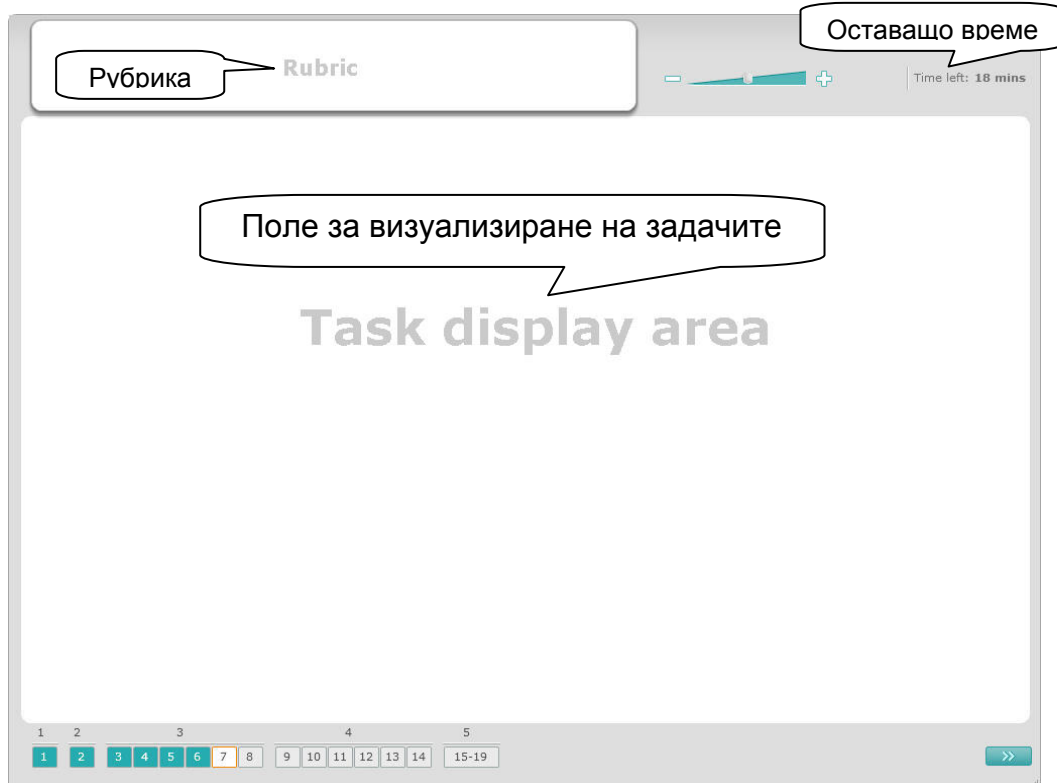 Оставащо време
Рубрика
Rubric
Time left: 18 mins
Поле за визуализиране на задачите
Task display area
1 2 3 4 5
1 2 3 4 5 6 7 8 9 10 11 12 13 14 15-19
>>